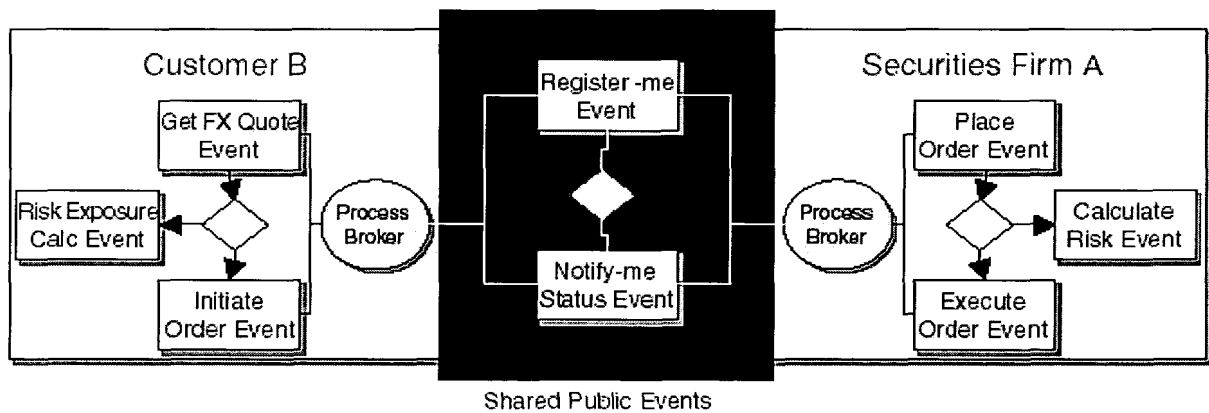 Customer B
Get FX Quote
Event
Risk Exposure
Calc Event
Initiate
Order Event
Process
Broker
Register -me
Event
Notify-me
Status Event
Shared Public Events
Securities Firm A
Place
Order Event
Process
Broker
Calculate
Risk Event
Execute
Order Event